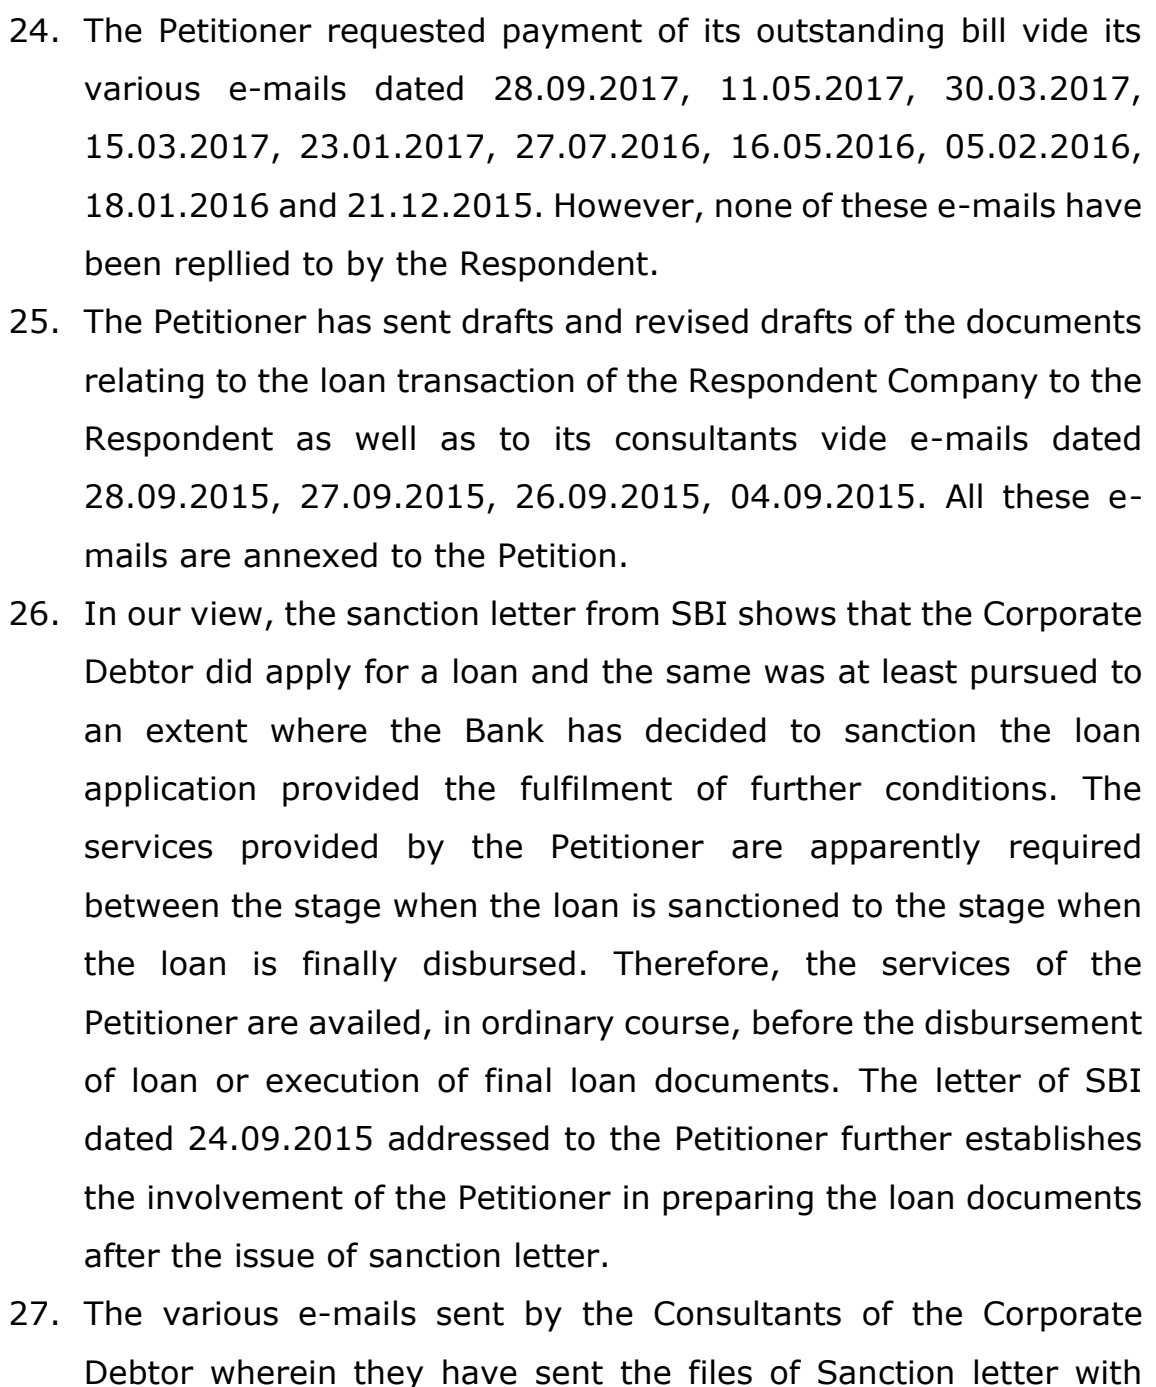 24. The Petitioner requested payment of its outstanding bill vide its
various e-mails dated 28.09.2017, 11.05.2017, 30.03.2017,
15.03.2017, 23.01.2017, 27.07.2016, 16.05.2016, 05.02.2016,
18.01.2016 and 21.12.2015. However, none of these e-mails have
been repllied to by the Respondent.
25. The Petitioner has sent drafts and revised drafts of the documents
relating to the loan transaction of the Respondent Company to the
Respondent as well as to its consultants vide e-mails dated
28.09.2015, 27.09.2015, 26.09.2015, 04.09.2015. All these e-
mails are annexed to the Petition.
26. In our view, the sanction letter from SBI shows that the Corporate
Debtor did apply for a loan and the same was at least pursued to
an extent where the Bank has decided to sanction the loan
application provided the fulfilment of further conditions. The
services provided by the Petitioner are apparently required
between the stage when the loan is sanctioned to the stage when
the loan is finally disbursed. Therefore, the services of the
Petitioner are availed, in ordinary course, before the disbursement
of loan or execution of final loan documents. The letter of SBI
dated 24.09.2015 addressed to the Petitioner further establishes
the involvement of the Petitioner in preparing the loan documents
after the issue of sanction letter.
27. The various e-mails sent by the Consultants of the Corporate
Debtor wherein they have sent the files of Sanction letter with